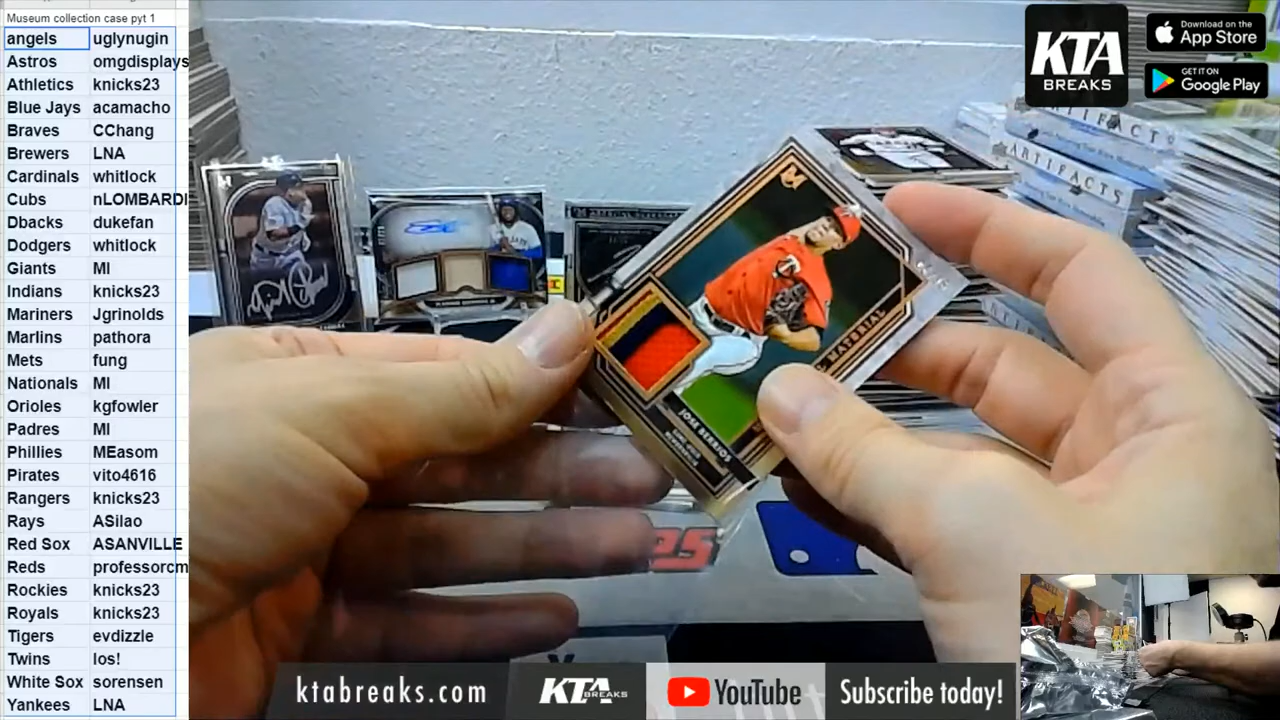 Museum collection case pyt 1
angels uglynugin
Astros omgdisplays
Athletics knicks23
Blue Jays acamacho
Braves CChang
Brewers LNA
Cardinals whitlock
Cubs nLOMBARDI
Dbacks dukefan
Dodgers whitlock
Giants MI
Indians knicks23
Mariners Jgrinolds
Marlins pathora
Mets fung
Nationals MI
Orioles kgfowler
Padres MI
Phillies MEasom
Pirates vito4616
Rangers knicks23
Rays ASilao
Red Sox ASANVILLE
Reds professorcm
Rockies knicks23
Royals knicks23
Tigers evdizzle
Twins los!
White Sox sorensen
Yankees LNA
KTA
BREAKS
Download on the
App Store
GET IT ON
Google Play
ARTIFACTS
ARTIFACTS
M
MATERIAL
JOSE BERRIOS
ktabreaks.com
KTA BREAKS
YouTube
Subscribe today!